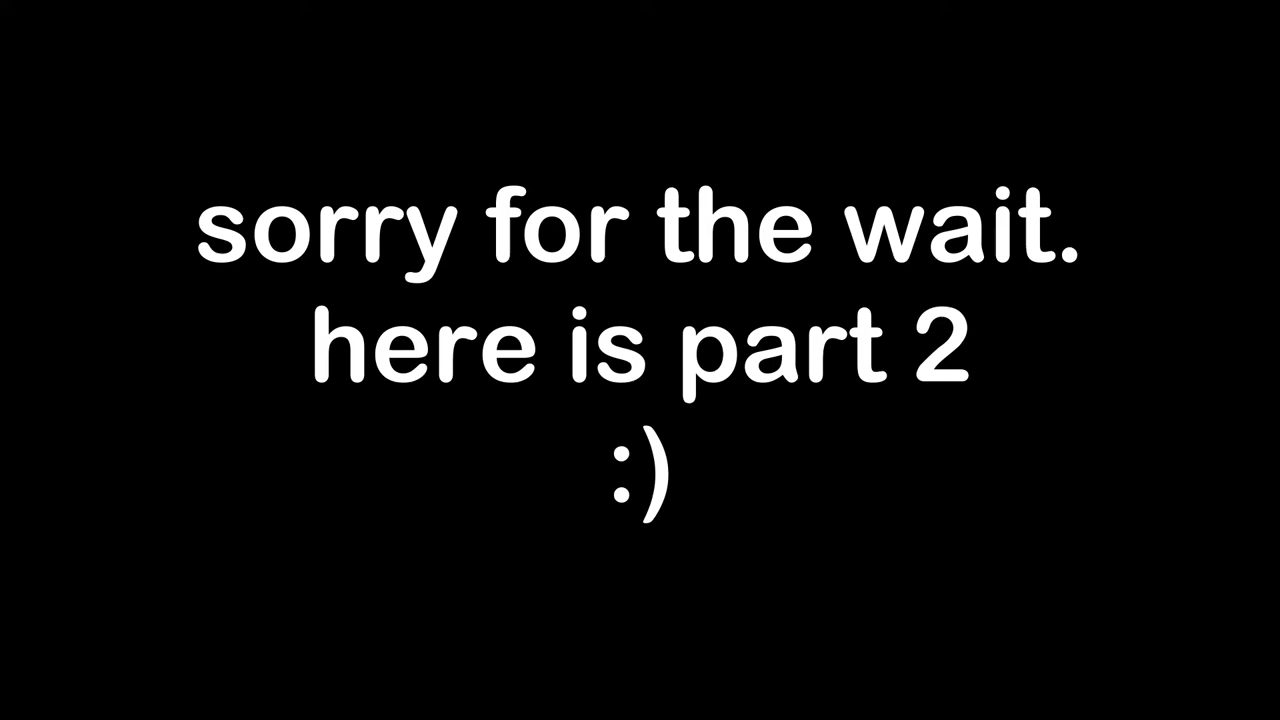 sorry for the wait.
here is part 2
:)